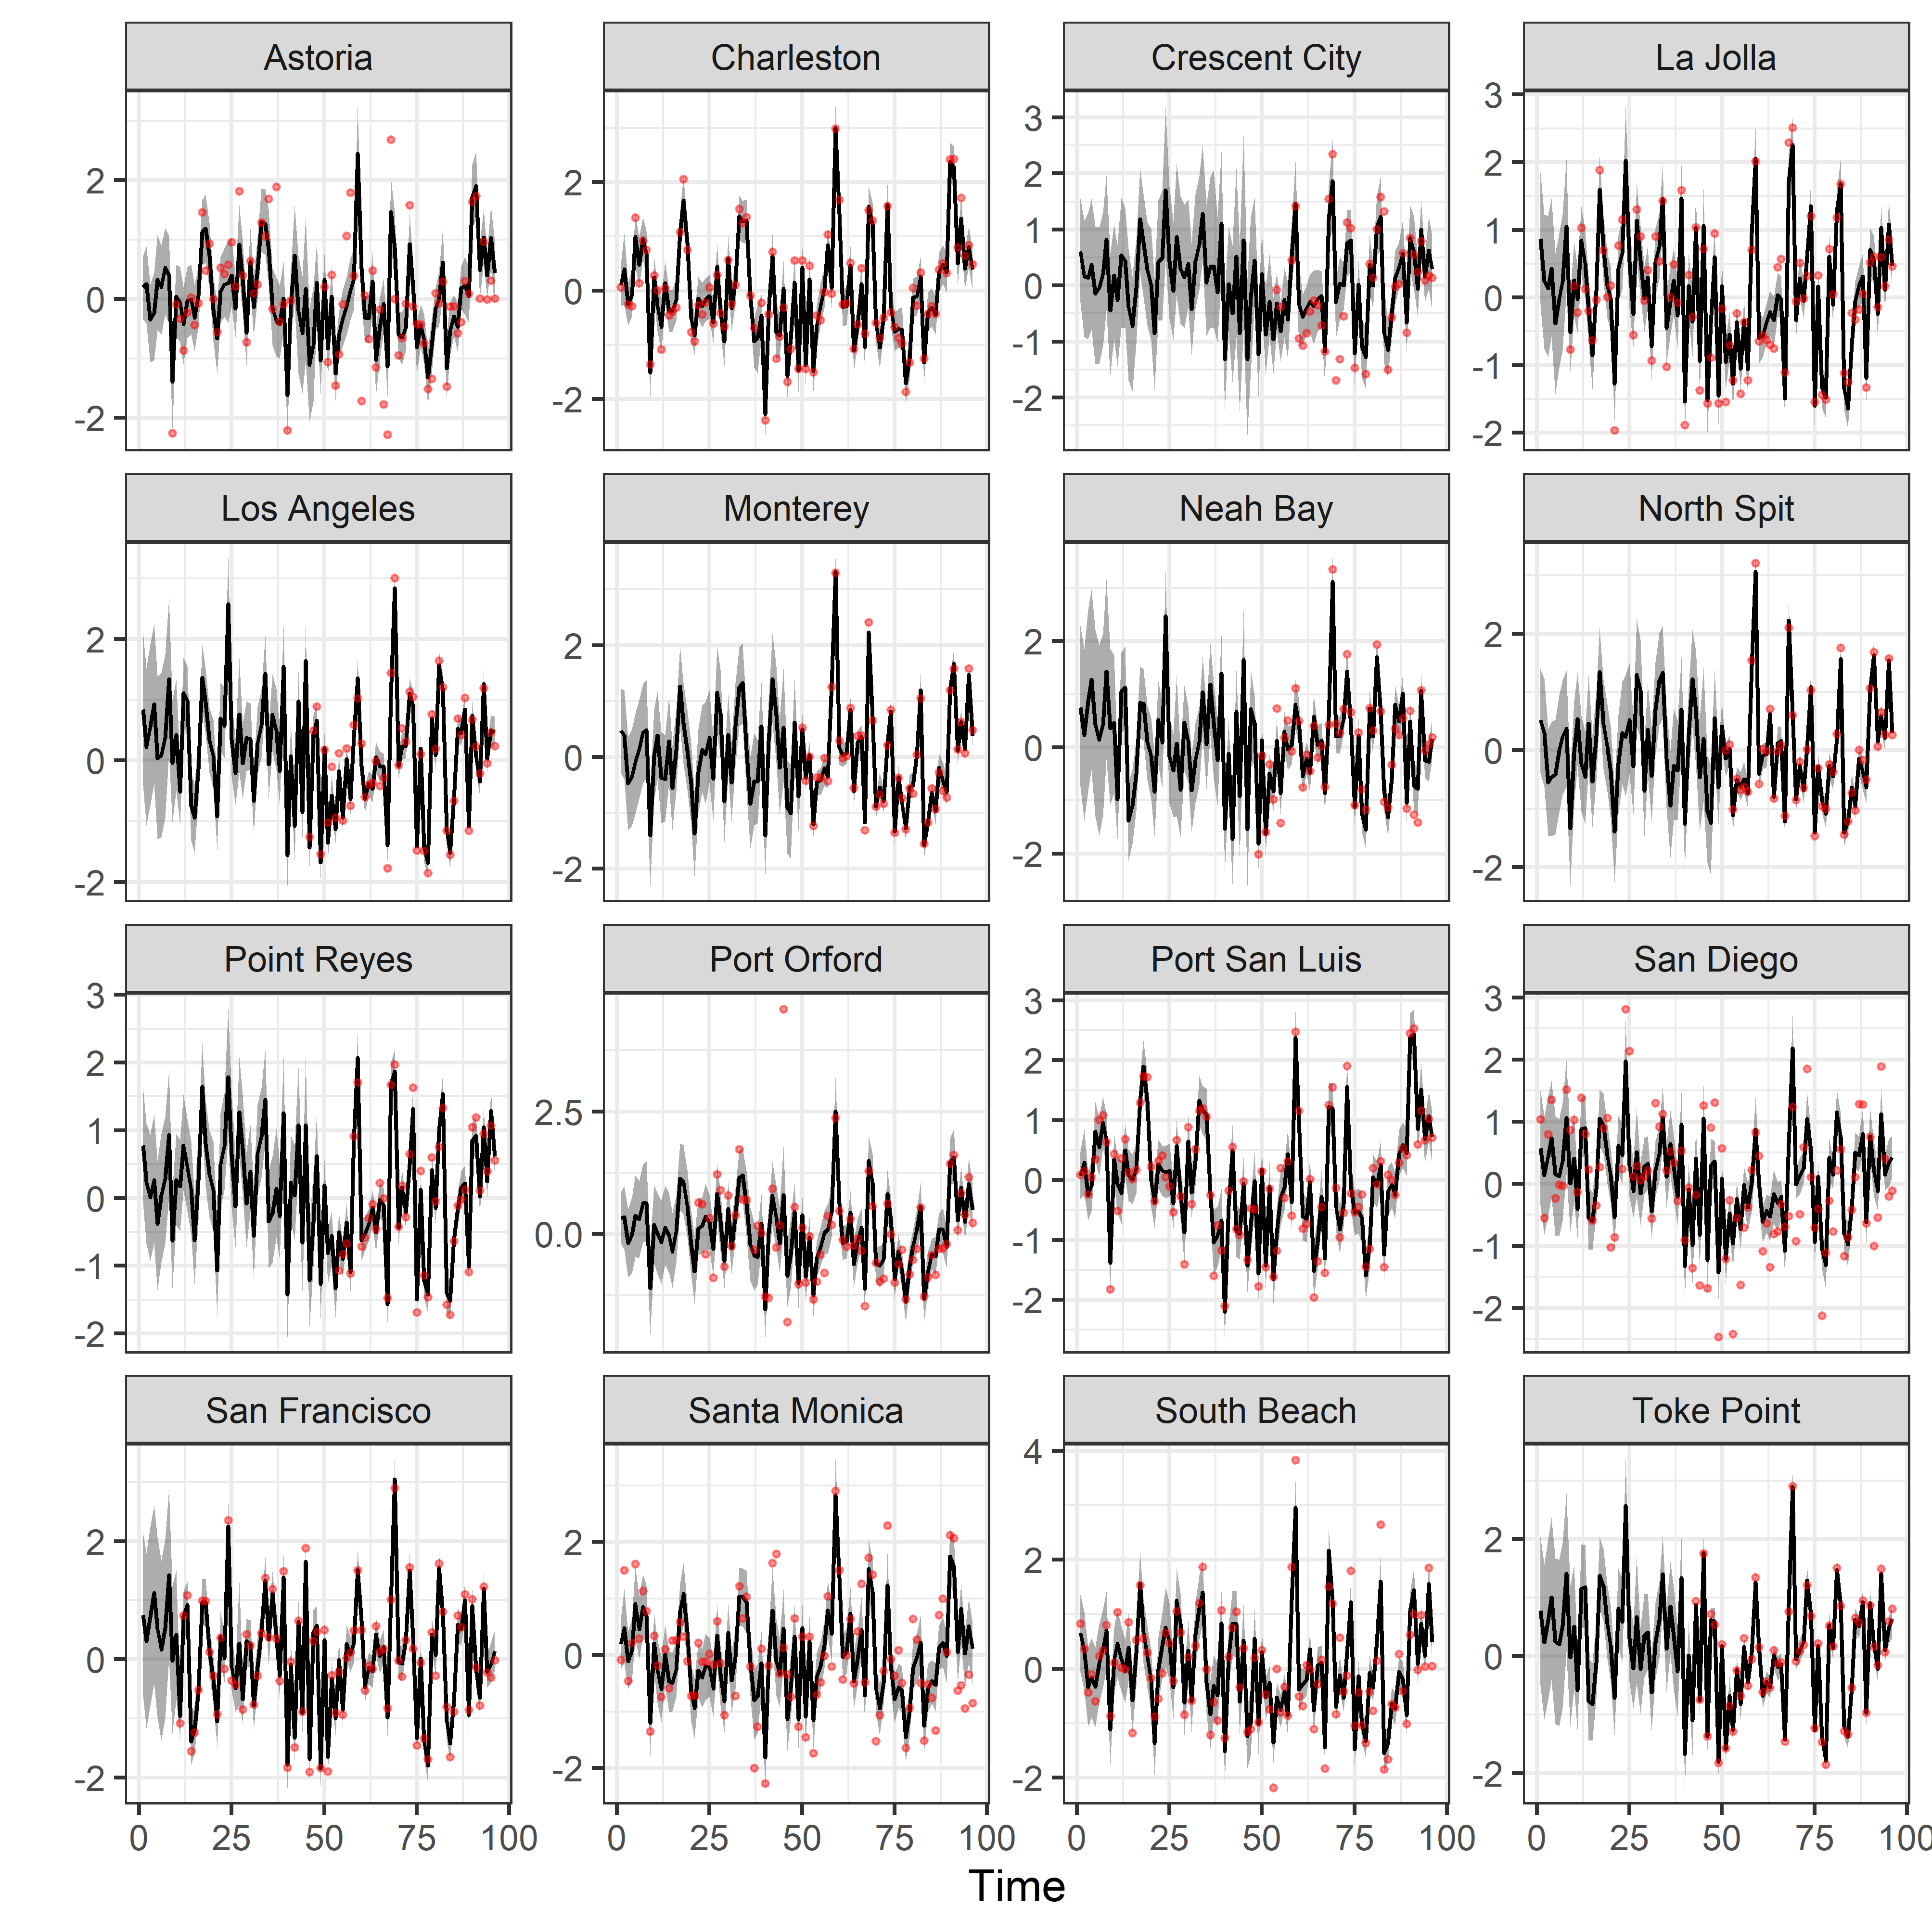 Astoria Charleston Crescent City La Jolla
2 0 -2
2 0 -2
3 2 1 0 -1 -2
3 2 1 0 -1 -2
Los Angeles Monterey Neah Bay North Spit
2 0 -2
2 0 -2
2 0 -2
2 0 -2
Point Reyes Port Orford Port San Luis San Diego
3 2 1 0 -1 -2
2.5 0.0
3 2 1 0 -1 -2
3 2 1 0 -1 -2
San Francisco Santa Monica South Beach Toke Point
2 0 -2
2 0 -2
4 2 0 -2
2 0 -2
0 25 50 75 100 0 25 50 75 100 0 25 50 75 100 0 25 50 75 100
Time